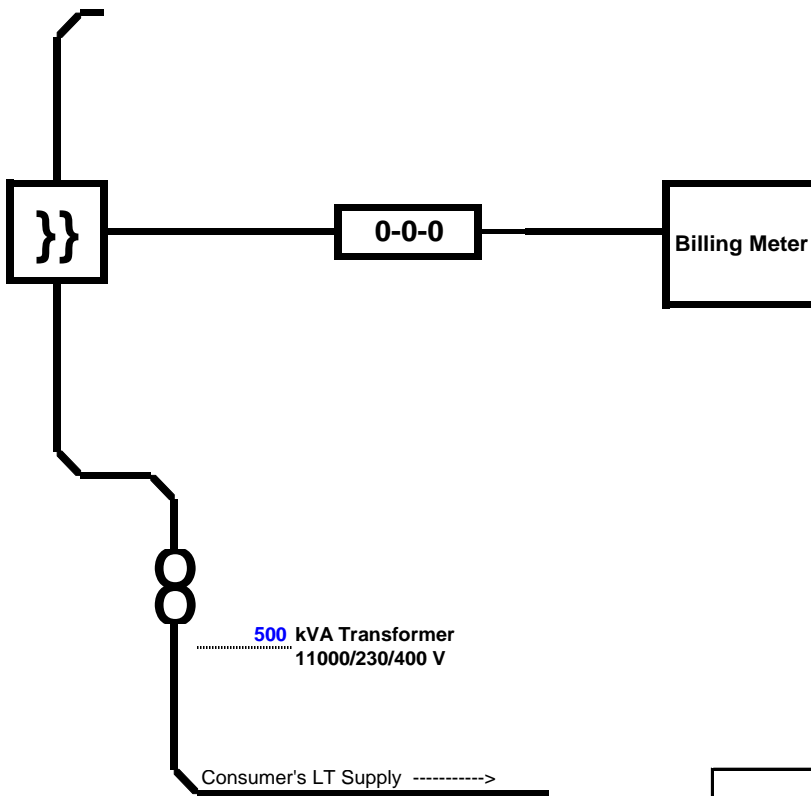 }}
0-0-0
Billing Meter
500 kVA Transformer
11000/230/400 V
Consumer's LT Supply ----------->